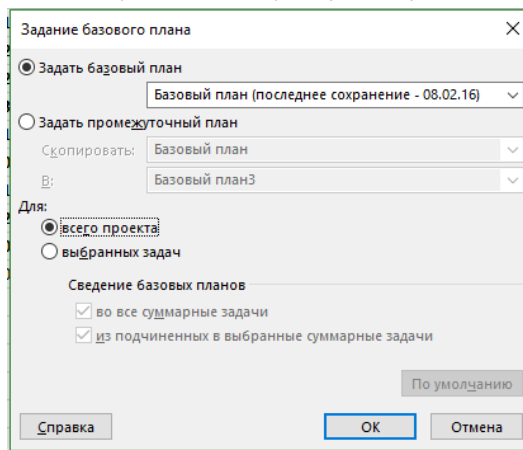 Задание базового плана
Задать базовый план
Базовый план (последнее сохранение - 08.02.16)
Задать промежуточный план
Скопировать: Базовый план
В: Базовый план3
Для:
всего проекта
выбранных задач
Сведение базовых планов
во все суммарные задачи
из подчиненных в выбранные суммарные задачи
По умолчанию
Справка ОК Отмена